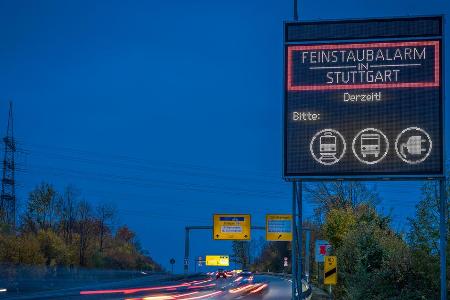 FEINSTAUBALARM
IN
STUTTGART
Derzeit!
Bitte: